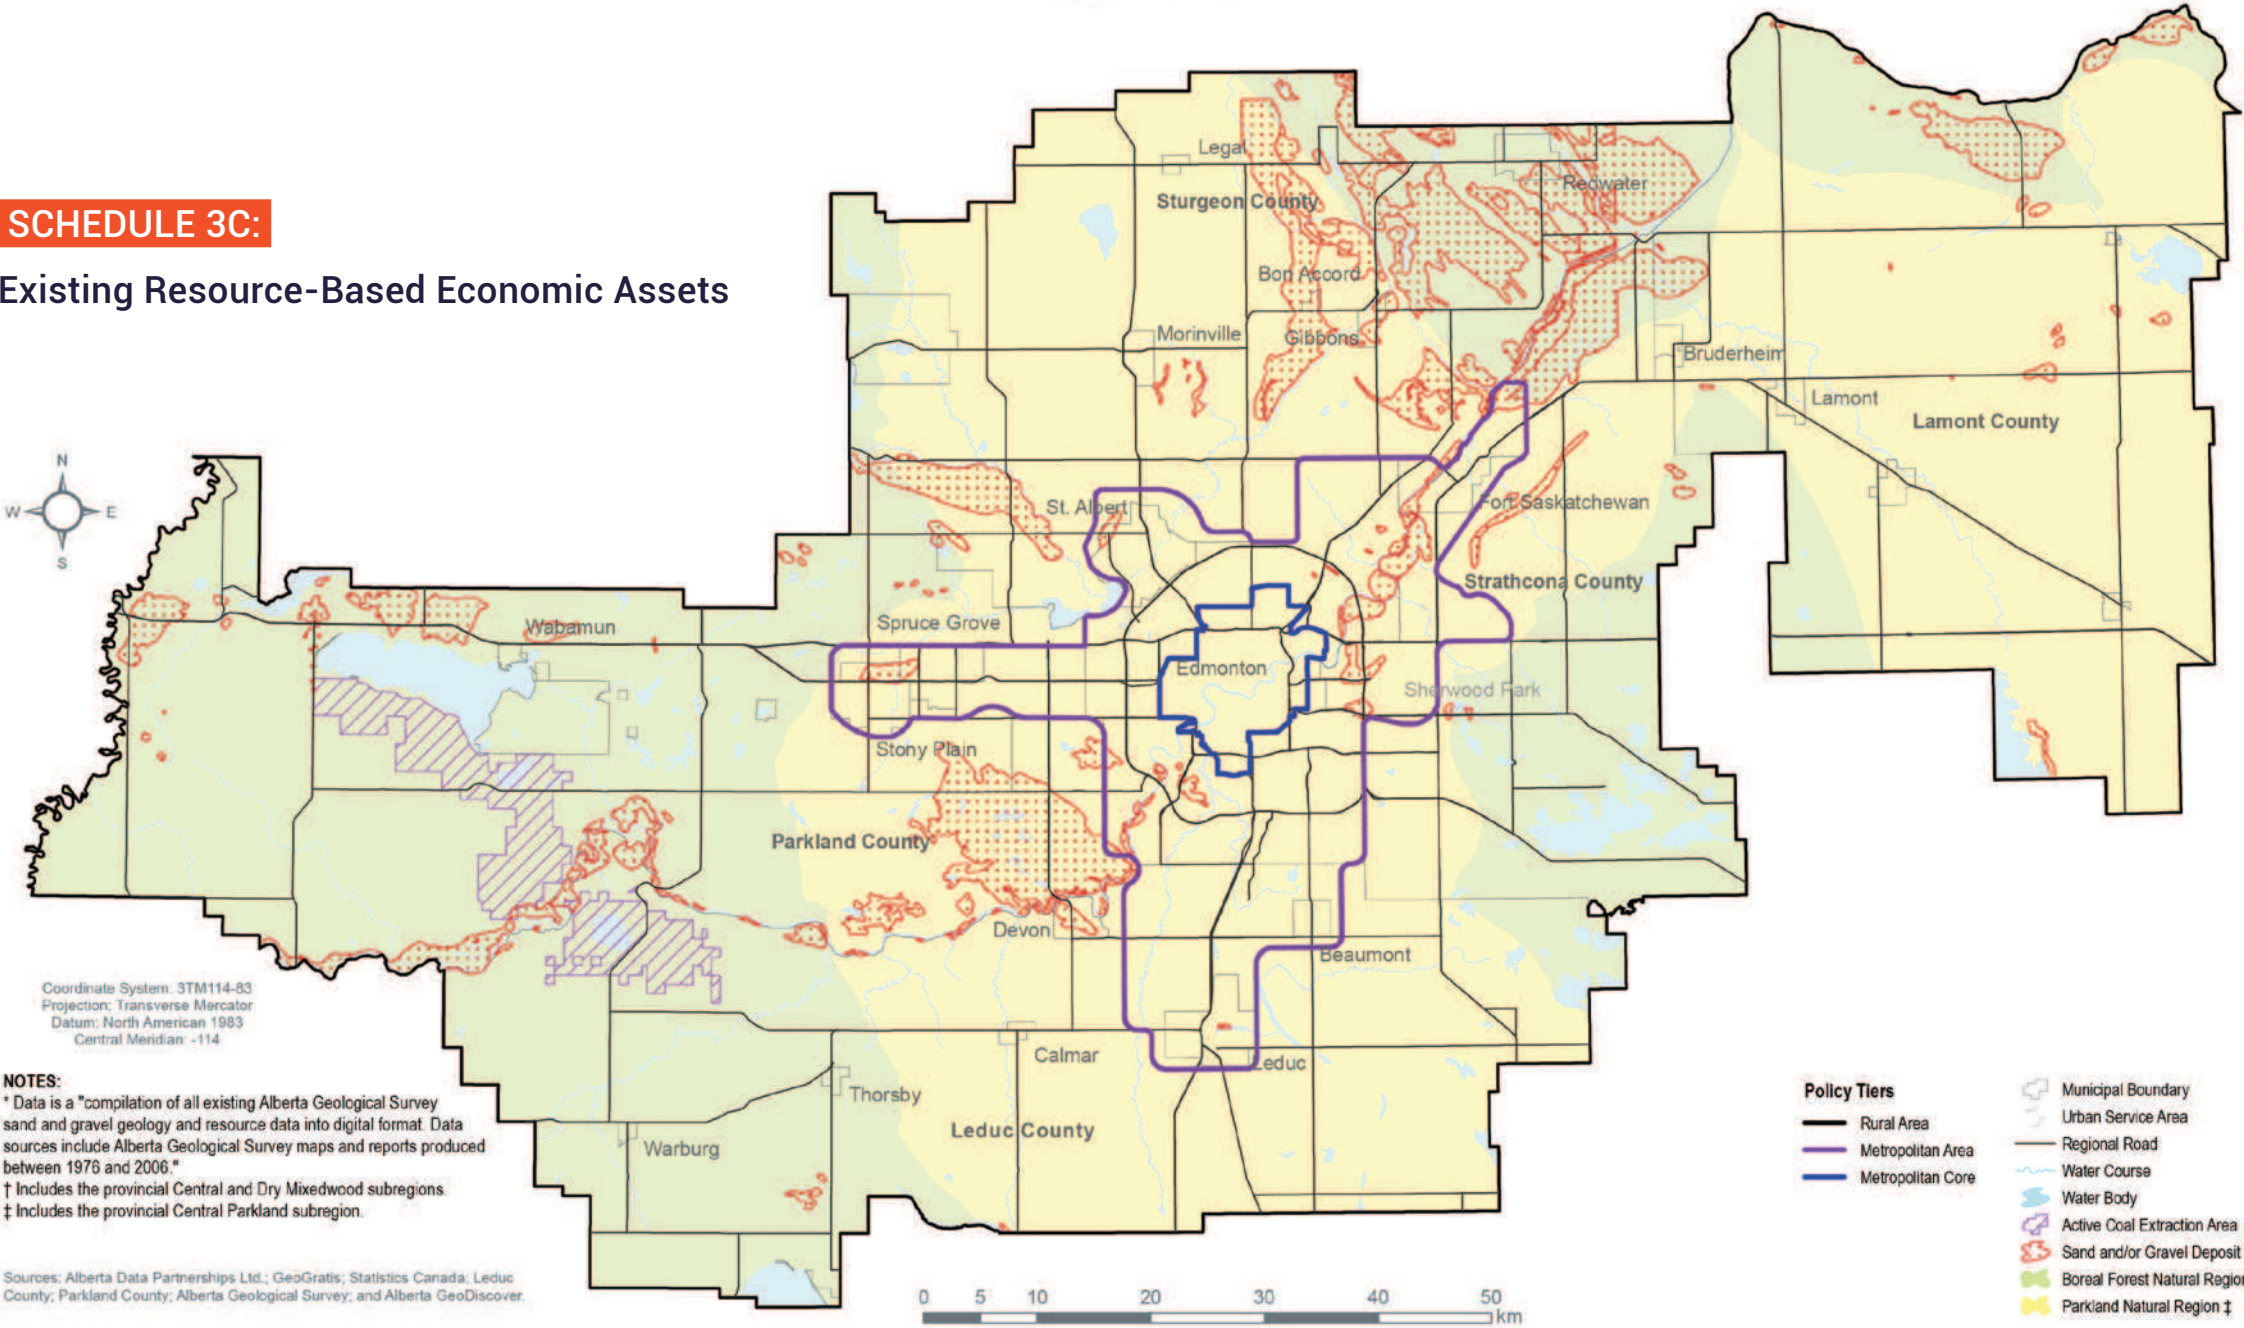 SCHEDULE 3C:
Existing Resource-Based Economic Assets
N
W
E
S
Legal
Sturgeon County
Redwater
Bon Accord
Morinville
Gibbons
Bruderheim
Lamont
Lamont County
St. Albert
Fort Saskatchewan
Strathcona County
Wabamun
Spruce Grove
Edmonton
Sherwood Park
Stony Plain
Parkland County
Devon
Beaumont
Calmar
Leduc
Thorsby
Leduc County
Warburg
Coordinate System: 3TM114-83
Projection: Transverse Mercator
Datum: North American 1983
Central Meridian: -114
NOTES:
* Data is a "compilation of all existing Alberta Geological Survey
sand and gravel geology and resource data into digital format. Data
sources include Alberta Geological Survey maps and reports produced
between 1976 and 2006."
† Includes the provincial Central and Dry Mixedwood subregions.
‡ Includes the provincial Central Parkland subregion.
Sources: Alberta Data Partnerships Ltd.; GeoGratis; Statistics Canada; Leduc
County; Parkland County; Alberta Geological Survey; and Alberta GeoDiscover.
0 5 10 20 30 40 50
km
Policy Tiers
Rural Area
Metropolitan Area
Metropolitan Core
Municipal Boundary
Urban Service Area
Regional Road
Water Course
Water Body
Active Coal Extraction Area
Sand and/or Gravel Deposit
Boreal Forest Natural Region
Parkland Natural Region ‡